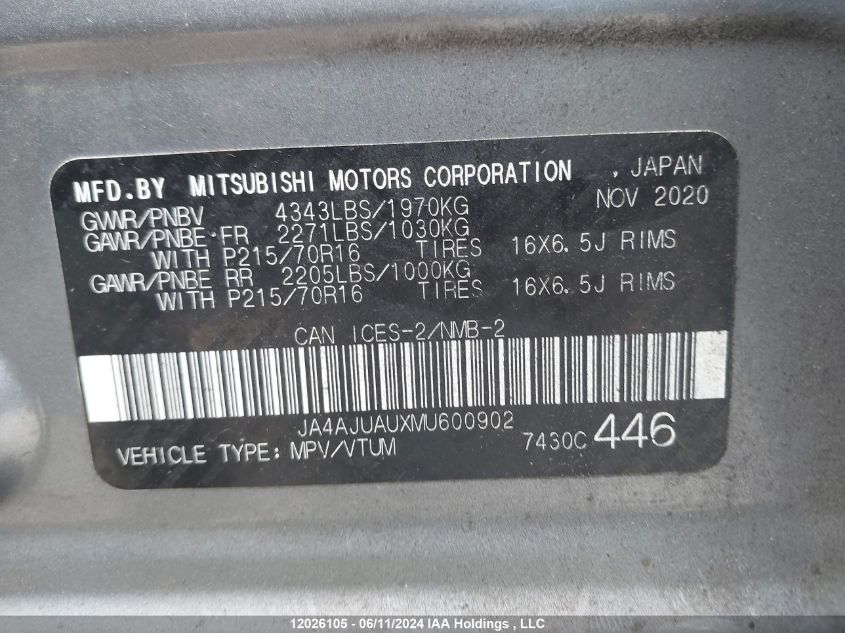 MFD.BY MITSUBISHI MOTORS CORPORATION , JAPAN
GWWR/PNBV 4343LBS/1970KG NOV 2020
GAWR/PNBE FR 2271LBS/1030KG
WITH P215/70R16 TIRES 16X6.5J RIMS
GAWR/PNBE RR 2205LBS/1000KG
WITH P215/70R16 TIRES 16X6.5J RIMS
CAN ICES-2/NMB-2
JA4AJUAUXMU600902
VEHICLE TYPE: MPV/VTUM 7430C 446
12026105 - 06/11/2024 IAA Holdings , LLC